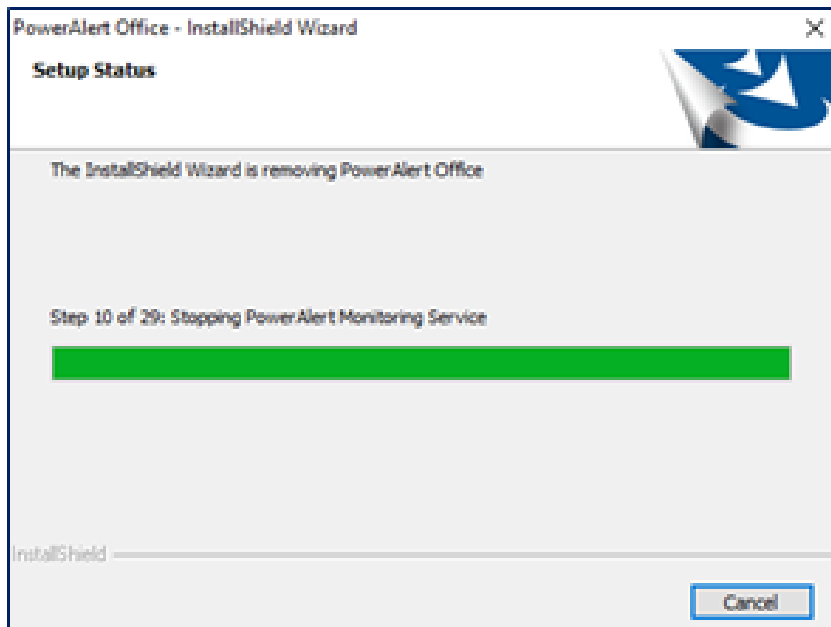 PowerAlert Office - InstallShield Wizard
Setup Status
The InstallShield Wizard is removing PowerAlert Office
Step 10 of 29: Stopping PowerAlert Monitoring Service
InstallShield
Cancel